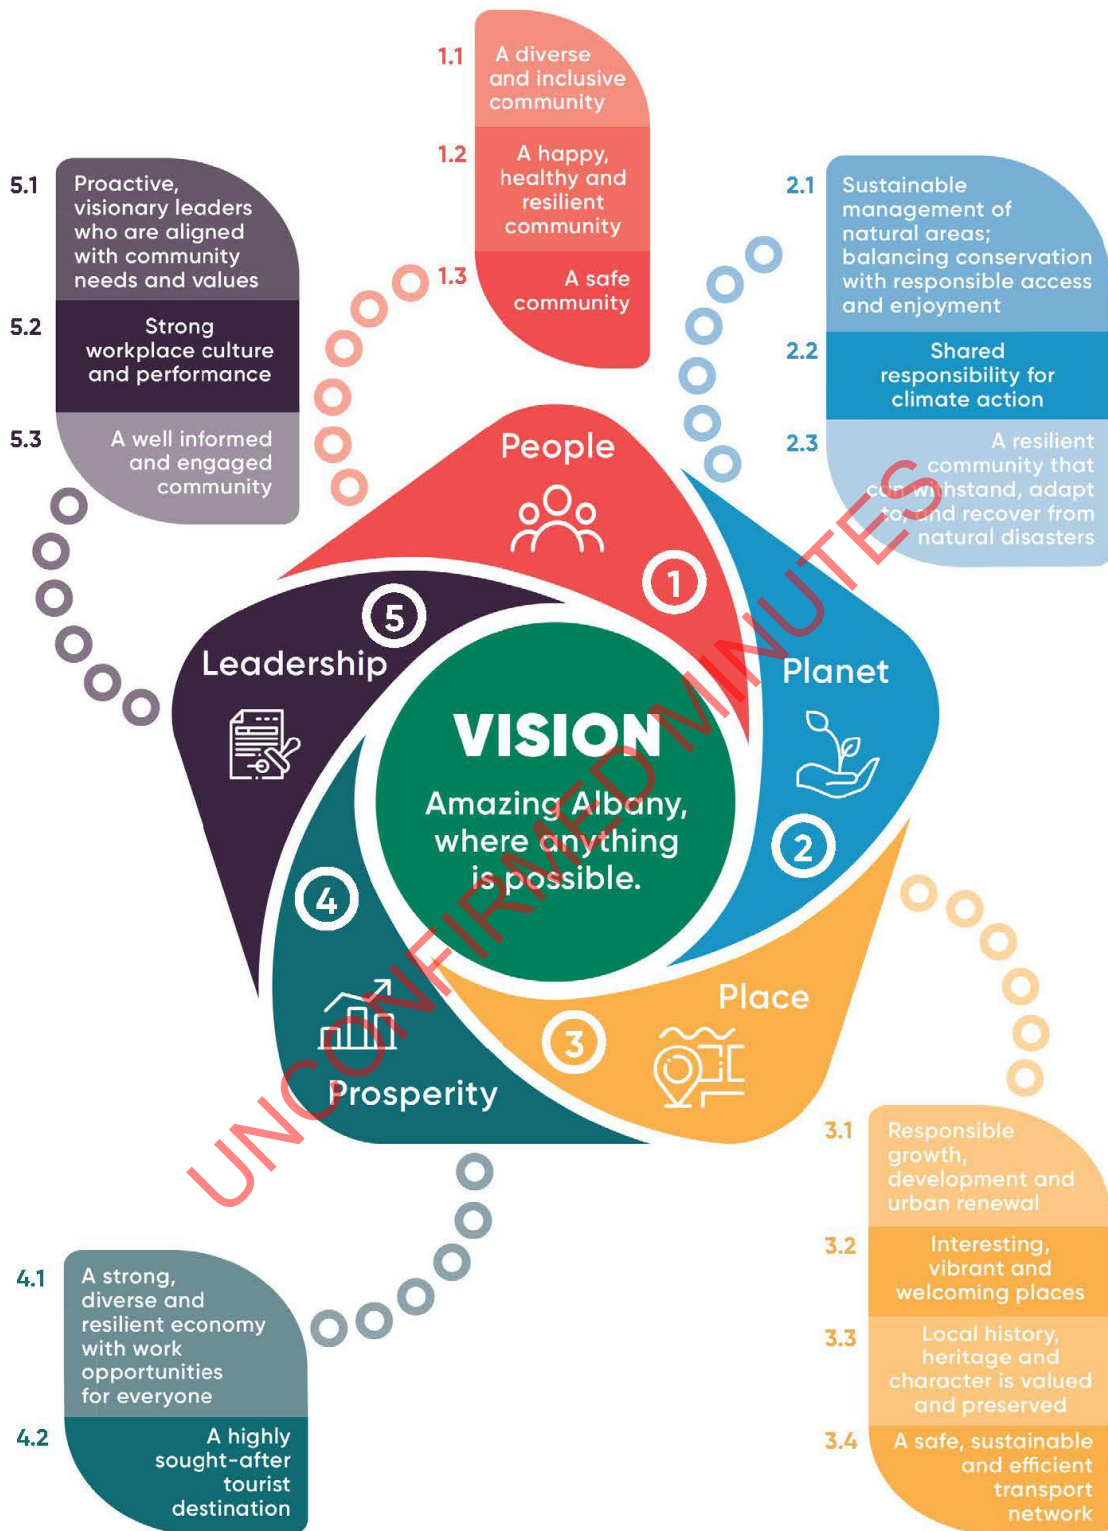 1.1
A diverse
and inclusive
community
1.2
A happy,
healthy and
resilient
community
1.3
A safe
community
5.1
Proactive,
visionary leaders
who are aligned
with community
needs and values
5.2
Strong
workplace culture
and performance
5.3
A well informed
and engaged
community
2.1
Sustainable
management of
natural areas;
balancing conservation
with responsible access
and enjoyment
2.2
Shared
responsibility for
climate action
2.3
A resilient
community that
can withstand, adapt
to, and recover from
natural disasters
People
1
5
Leadership
Planet
2
VISION
Amazing Albany,
where anything
is possible.
4
Prosperity
Place
3
3.1
Responsible
growth,
development and
urban renewal
3.2
Interesting,
vibrant and
welcoming places
3.3
Local history,
heritage and
character is valued
and preserved
3.4
A safe, sustainable
and efficient
transport
network
4.1
A strong,
diverse and
resilient economy
with work
opportunities
for everyone
4.2
A highly
sought-after
tourist
destination
UNCONFIRMED MINUTES